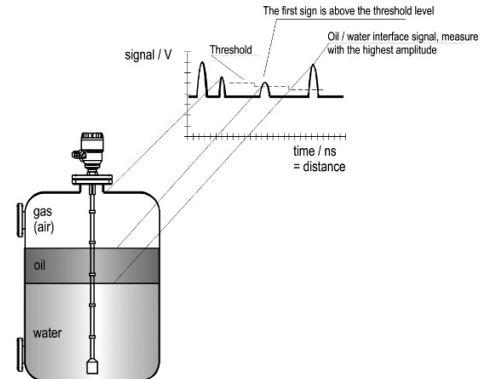 The first sign is above the threshold level
Oil / water interface signal, measure
with the highest amplitude
signal / V
Threshold
time / ns
= distance
gas
(air)
oil
water